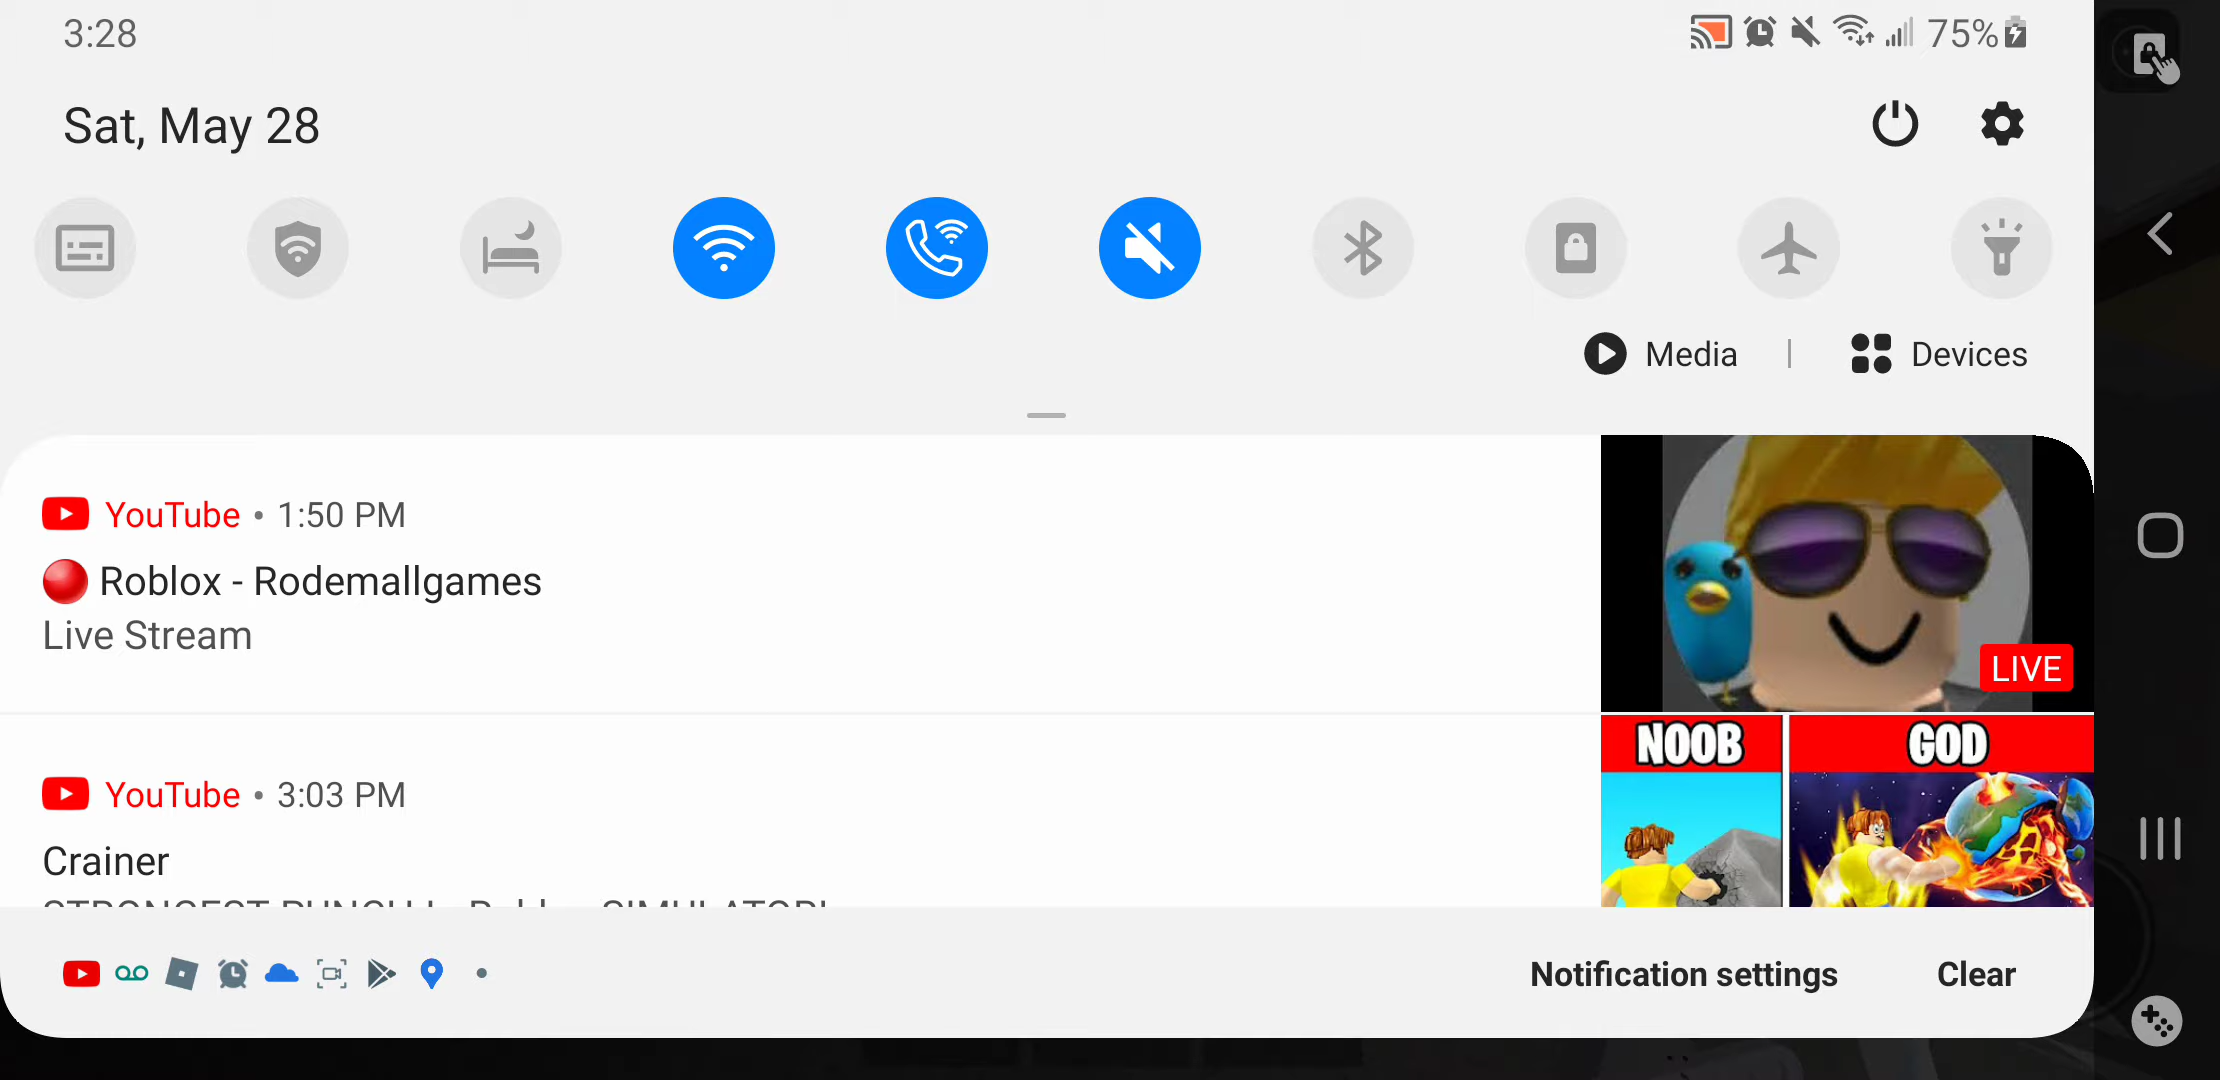 3:28
75%
Sat, May 28
Media
Devices
YouTube • 1:50 PM
Roblox - Rodemallgames
Live Stream
LIVE
YouTube • 3:03 PM
Crainer
NOOB
GOD
Notification settings
Clear